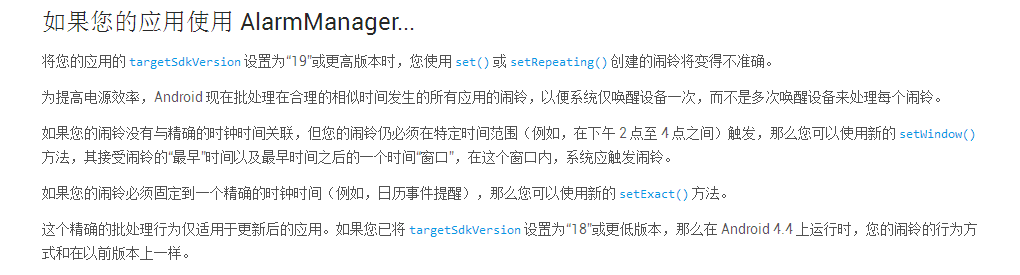 如果您的应用使用 AlarmManager...
将您的应用的 targetSdkVersion 设置为“19”或更高版本时，您使用 set() 或 setRepeating() 创建的闹铃将变得不准确。
为提高电源效率，Android 现在批处理在合理的相似时间发生的所有应用的闹铃，以便系统仅唤醒设备一次，而不是多次唤醒设备来处理每个闹铃。
如果您的闹铃没有与精确的时钟时间关联，但您的闹铃仍必须在特定时间范围（例如，在下午 2 点至 4 点之间）触发，那么您可以使用新的 setWindow()
方法，其接受闹铃的“最早”时间以及最早时间之后的一个时间“窗口”，在这个窗口内，系统应触发闹铃。
如果您的闹铃必须固定到一个精确的时钟时间（例如，日历事件提醒），那么您可以使用新的 setExact() 方法。
这个精确的批处理行为仅适用于更新后的应用。如果您已将 targetSdkVersion 设置为“18”或更低版本，那么在 Android 4.4 上运行时，您的闹铃的行为方
式和在以前版本上一样。